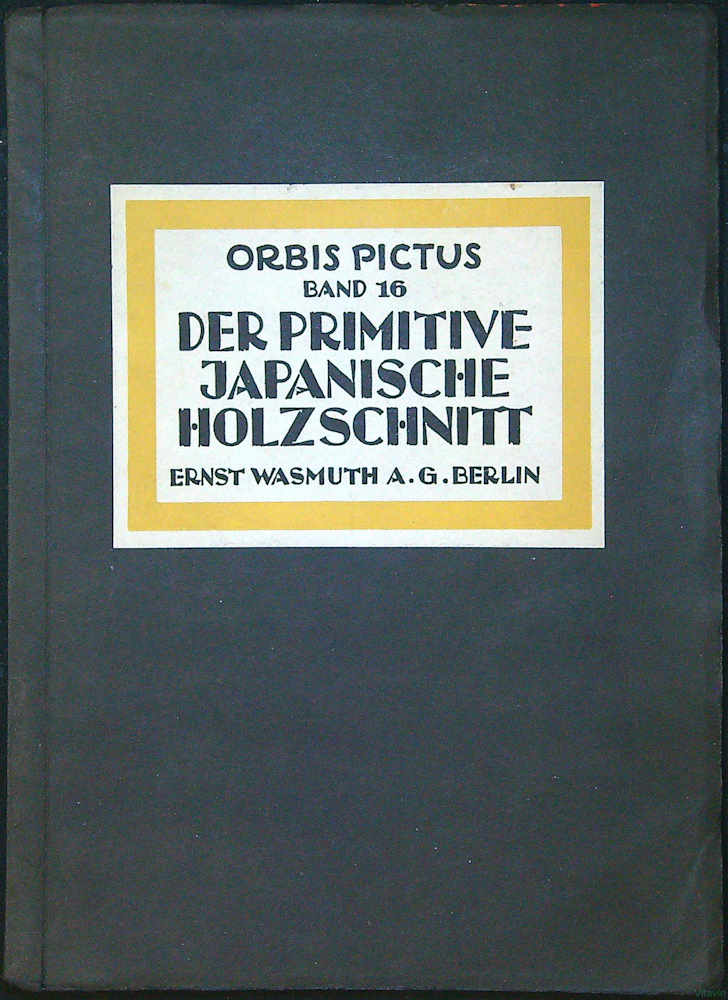 ORBIS PICTUS
BAND 16
DER PRIMITIVE
JAPANISCHE
HOLZSCHNITT
ERNST WASMUTH A.G. BERLIN